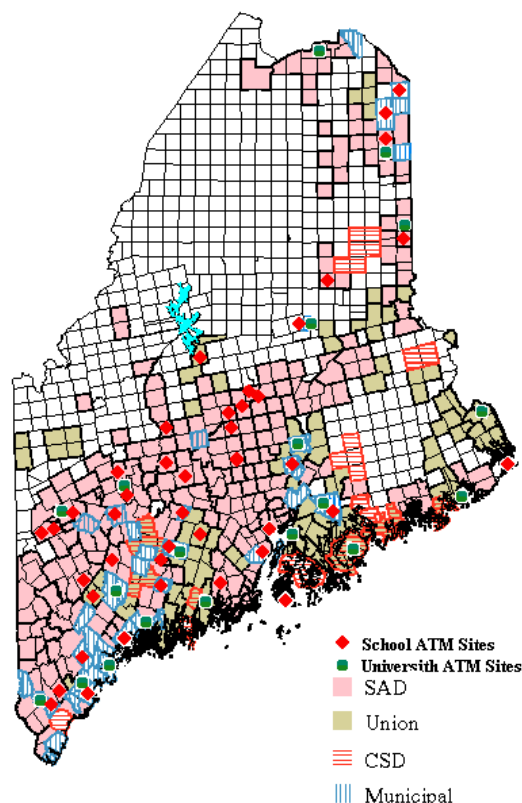 School ATM Sites
Universith ATM Sites
SAD
Union
CSD
Municipal